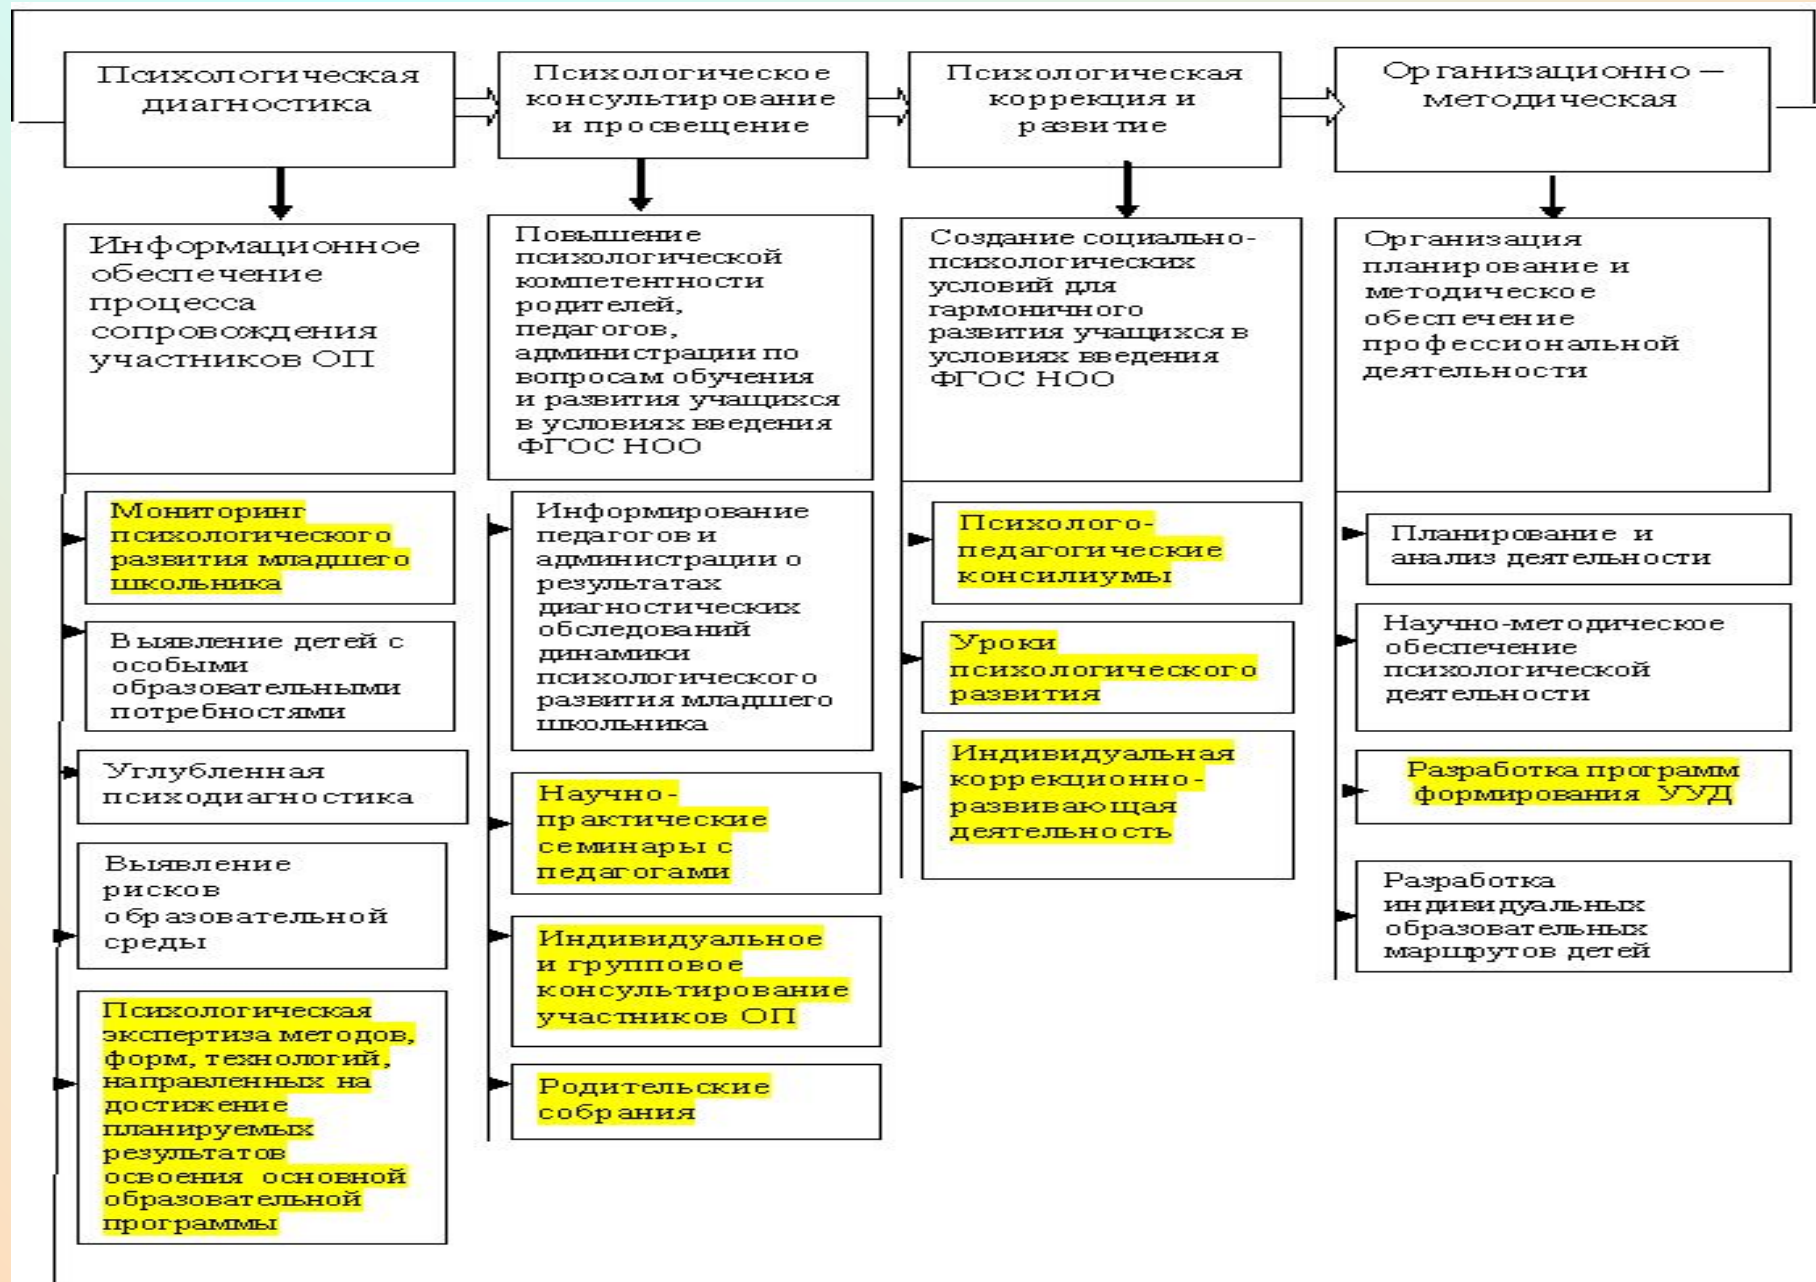 Психологическая
диагностика
Психологическое
консультирование
и просвещение
Психологическая
коррекция и
развитие
Организационно –
методическая
Информационное
обеспечение
процесса
сопровождения
участников ОП
Повышение
психологической
компетентности
родителей,
педагогов,
администрации по
вопросам обучения
и развития учащихся
в условиях введения
ФГОС НОО
Создание социально-
психологических
условий для
гармоничного
развития учащихся в
условиях введения
ФГОС НОО
Организация
планирование и
методическое
обеспечение
профессиональной
деятельности
Мониторинг
психологического
развития младшего
школьника
Выявление детей с
особыми
образовательными
потребностями
Углубленная
психодиагностика
Выявление
рисков
образовательной
среды
Психологическая
экспертиза методов,
форм, технологий,
направленных на
достижение
планируемых
результатов
освоения основной
образовательной
программы
Информирование
педагогов и
администрации о
результатах
диагностических
обследований
динамики
психологического
развития младшего
школьника
Научно-
практические
семинары с
педагогами
Индивидуальное
и групповое
консультирование
участников ОП
Родительские
собрания
Психолого-
педагогические
консилиумы
Уроки
психологического
развития
Индивидуальная
коррекционно-
развивающая
деятельность
Планирование и
анализ деятельности
Научно-методическое
обеспечение
психологической
деятельности
Разработка программ
формирования УУД
Разработка
индивидуальных
образовательных
маршрутов детей